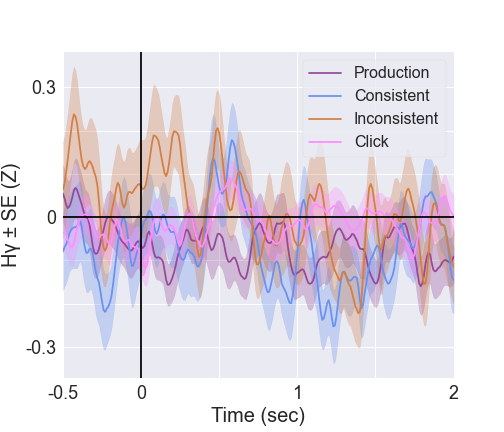 Production
Consistent
Inconsistent
Click
0.3
0
-0.3
Hγ ± SE (Z)
-0.5
0
1
2
Time (sec)